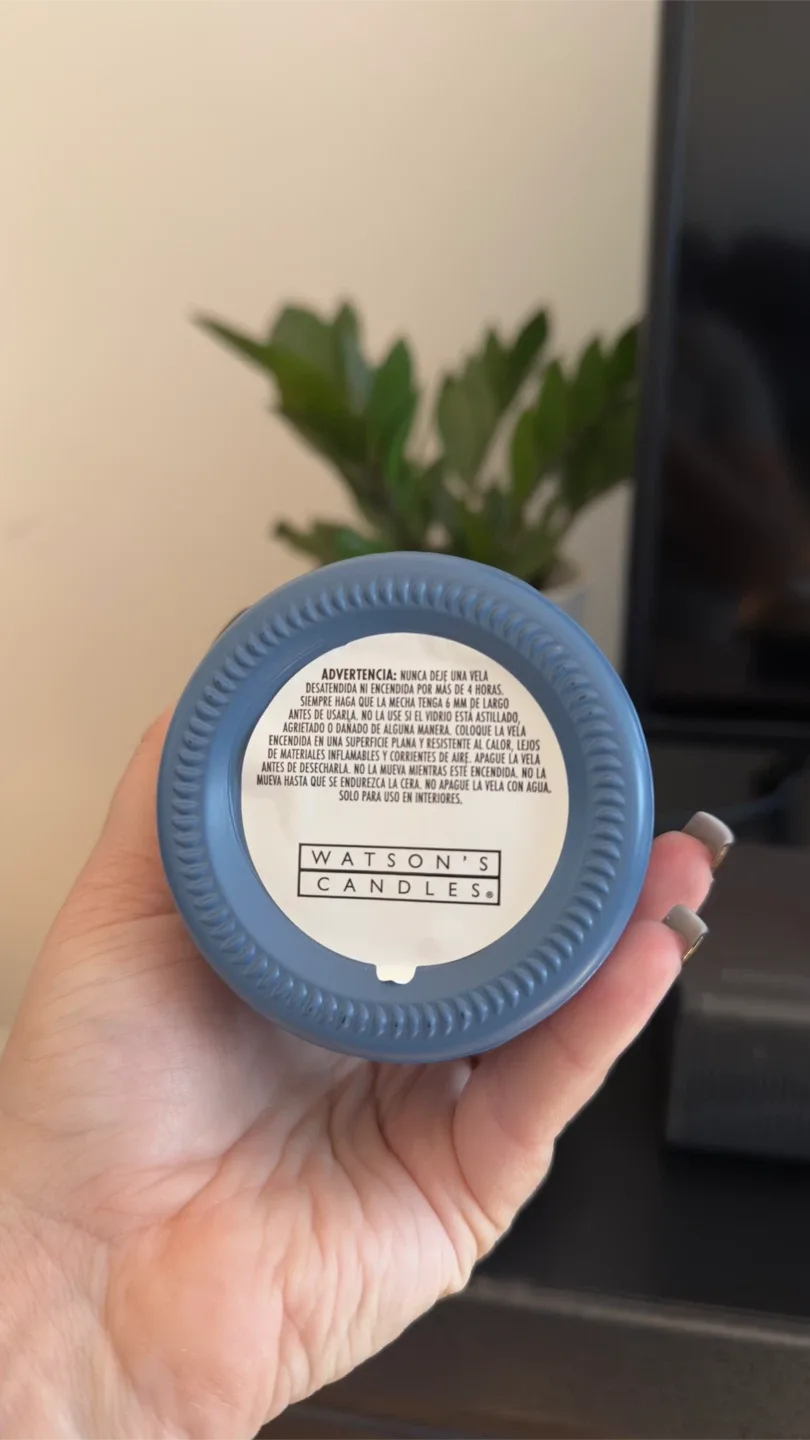 ADVERTENCIA: NUNCA DEJE UNA VELA
DESATENDIDA NI ENCENDIDA POR MÁS DE 4 HORAS.
SIEMPRE HAGA QUE LA MECHA TENGA 6 MM DE LARGO
ANTES DE USARLA. NO LA USE SI EL VIDRIO ESTÁ ASTILLADO,
AGRIETADO O DAÑADO DE ALGUNA MANERA. COLOQUE LA VELA
ENCENDIDA EN UNA SUPERFICIE PLANA Y RESISTENTE AL CALOR, LEJOS
DE MATERIALES INFLAMABLES Y CORRIENTES DE AIRE. APAGUE LA VELA
ANTES DE DESECHARLA. NO LA MUEVA MIENTRAS ESTÉ ENCENDIDA. NO LA
MUEVA HASTA QUE SE ENDUREZCA LA CERA. NO APAGUE LA VELA CON AGUA.
SOLO PARA USO EN INTERIORES.
WATSON'S
CANDLES®